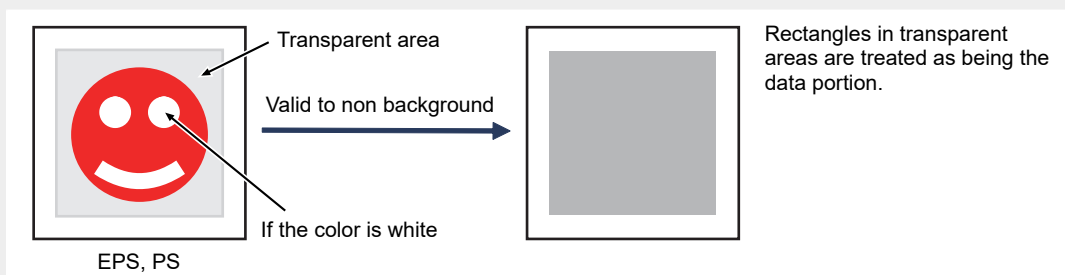 Transparent area
Valid to non background
If the color is white
EPS, PS
Rectangles in transparent
areas are treated as being the
data portion.